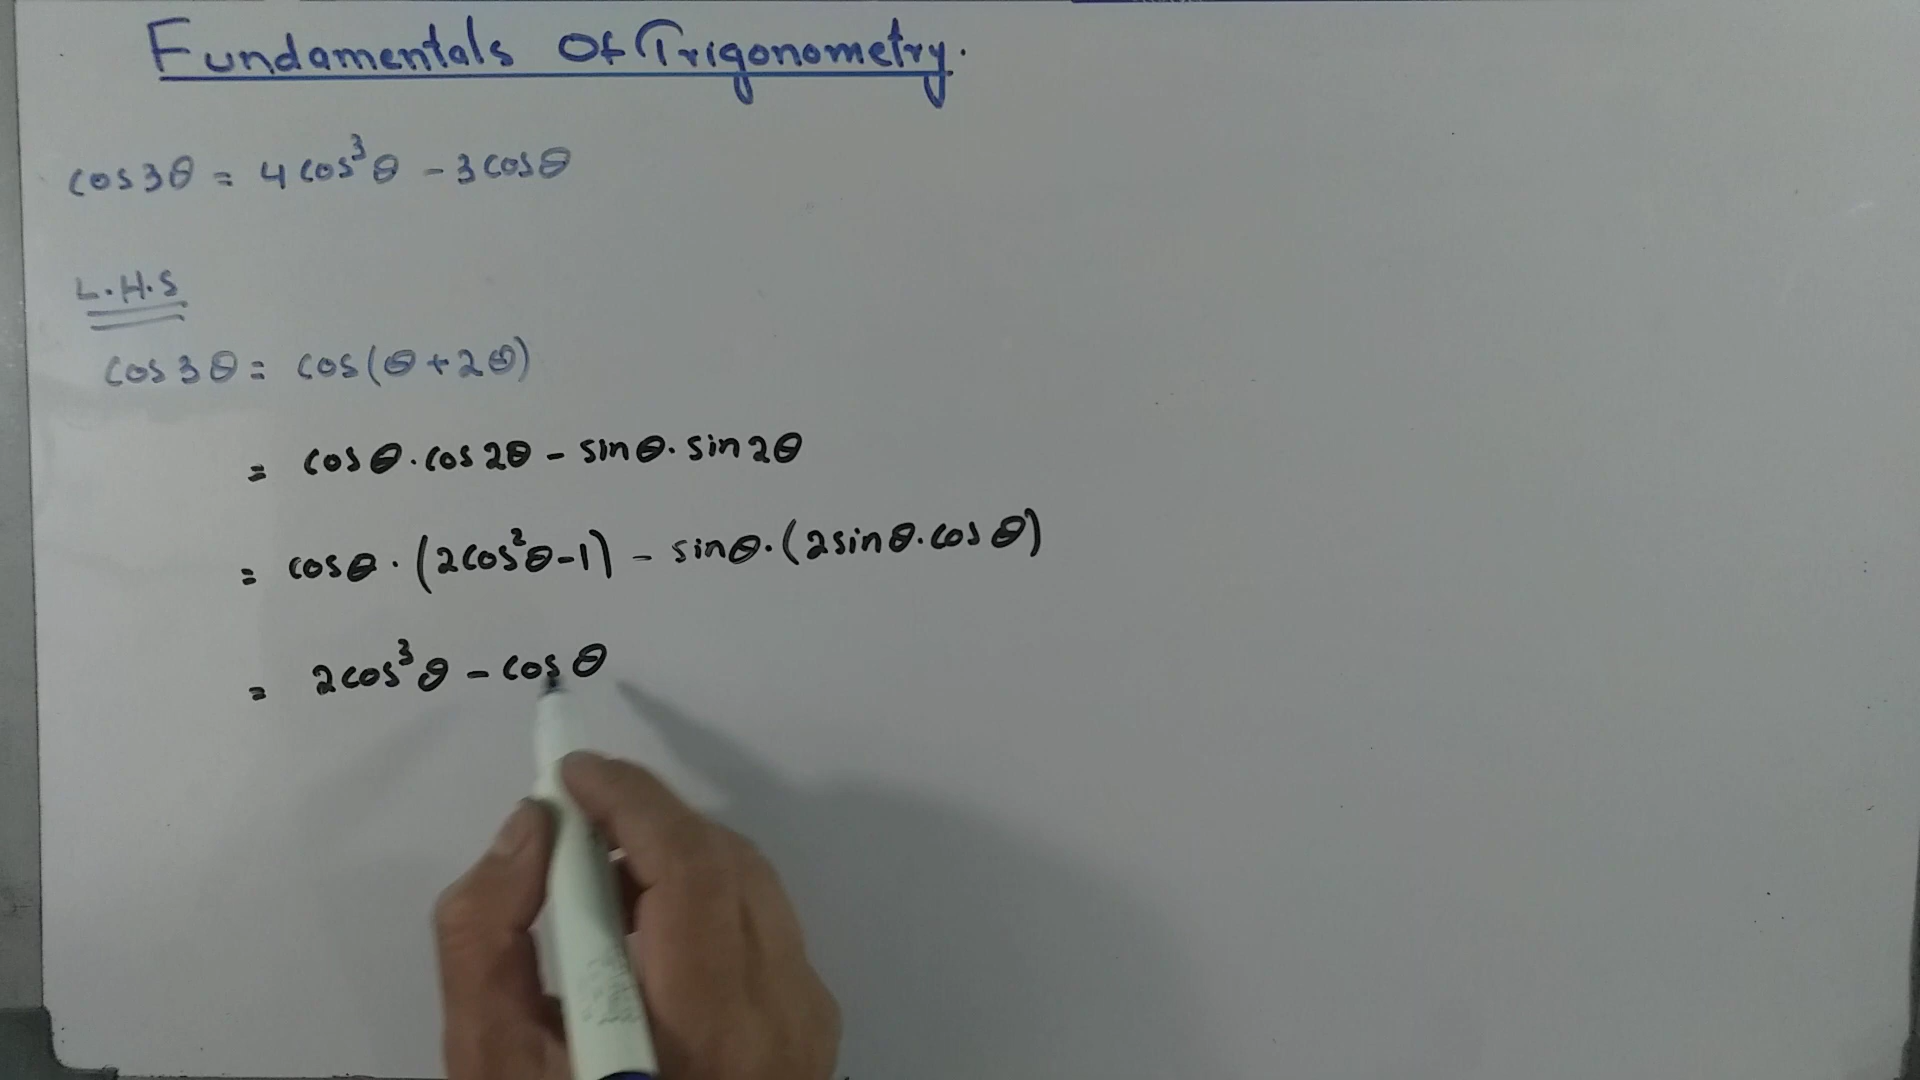 Fundamentals Of Trigonometry.
cos3θ = 4cos³θ - 3cosθ
L.H.S
cos3θ = cos(θ+2θ)
= cosθ.cos2θ - sinθ.sin2θ
= cosθ.(2cos²θ-1) - sinθ.(2sinθ.cosθ)
= 2cos³θ - cosθ